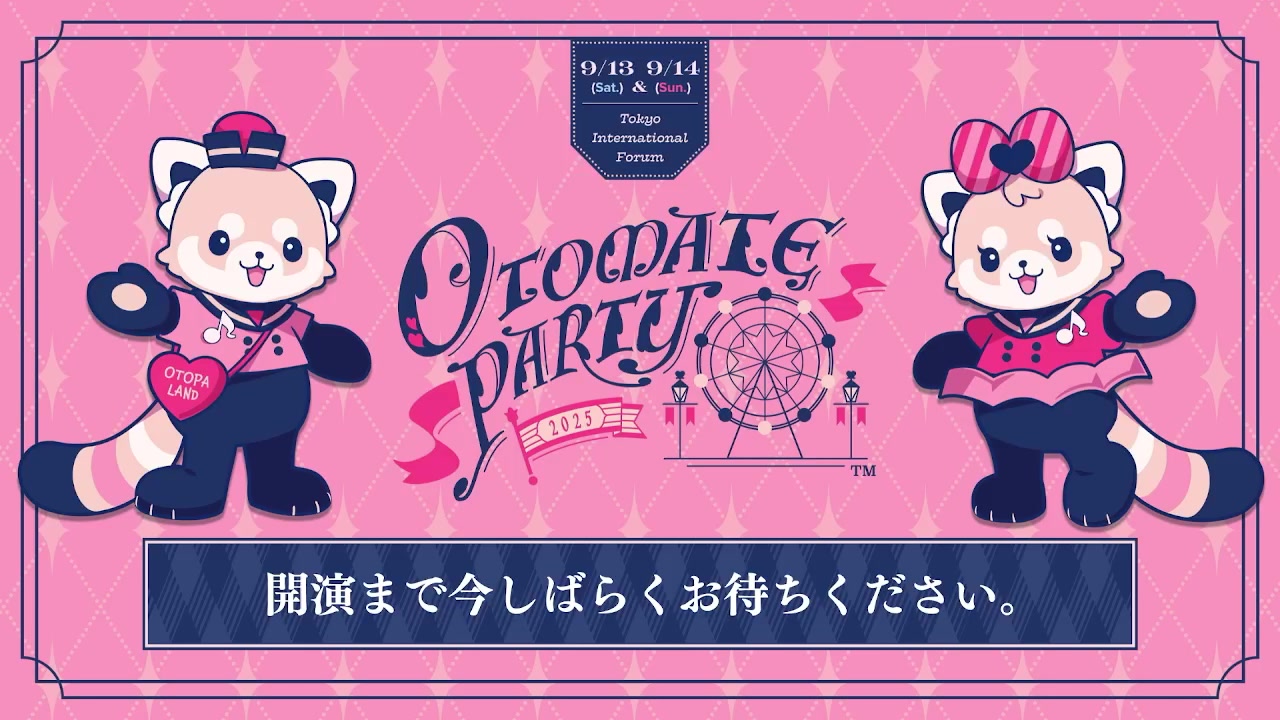 9/13 9/14
(Sat.) & (Sun.)
Tokyo
International
Forum
OTOMATE
PARTY
2025
TM
OTOPA
LAND
開演まで今しばらくお待ちください。